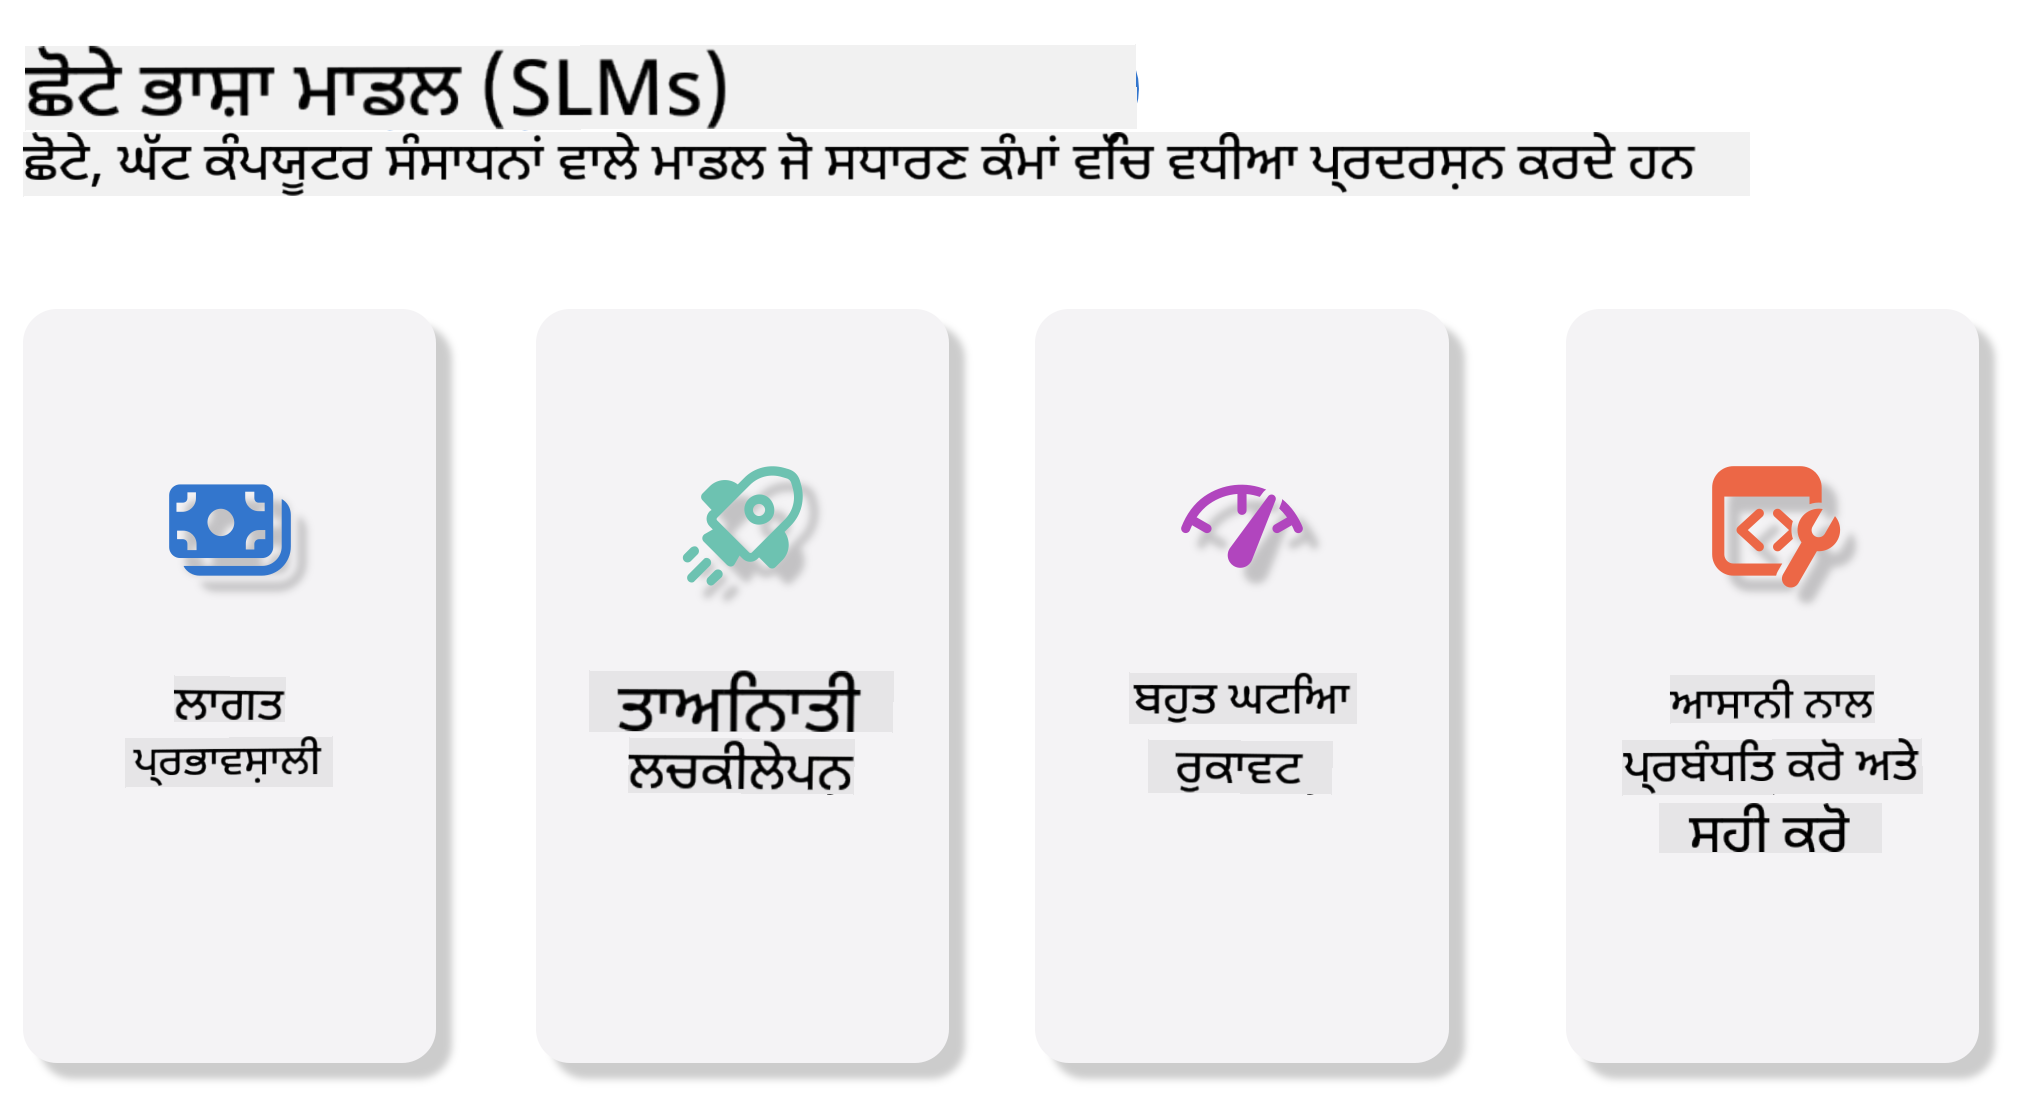 ਛੋਟੇ ਭਾਸ਼ਾ ਮਾਡਲ (SLMs)
ਛੋਟੇ, ਘੱਟ ਕੰਪਯੂਟਰ ਸੰਸਾਧਨਾਂ ਵਾਲੇ ਮਾਡਲ ਜੋ ਸਧਾਰਣ ਕੰਮਾਂ ਵਿੱਚ ਵਧੀਆ ਪ੍ਰਦਰਸ਼ਨ ਕਰਦੇ ਹਨ
ਲਾਗਤ
ਪ੍ਰਭਾਵਸ਼ਾਲੀ
ਤਾਅਨਿਾਤੀ
ਲਚਕੀਲੇਪਨ
ਬਹੁਤ ਘਟਿਆ
ਰੁਕਾਵਟ
ਆਸਾਨੀ ਨਾਲ
ਪ੍ਰਬੰਧਿਤ ਕਰੋ ਅਤੇ
ਸਹੀ ਕਰੋ